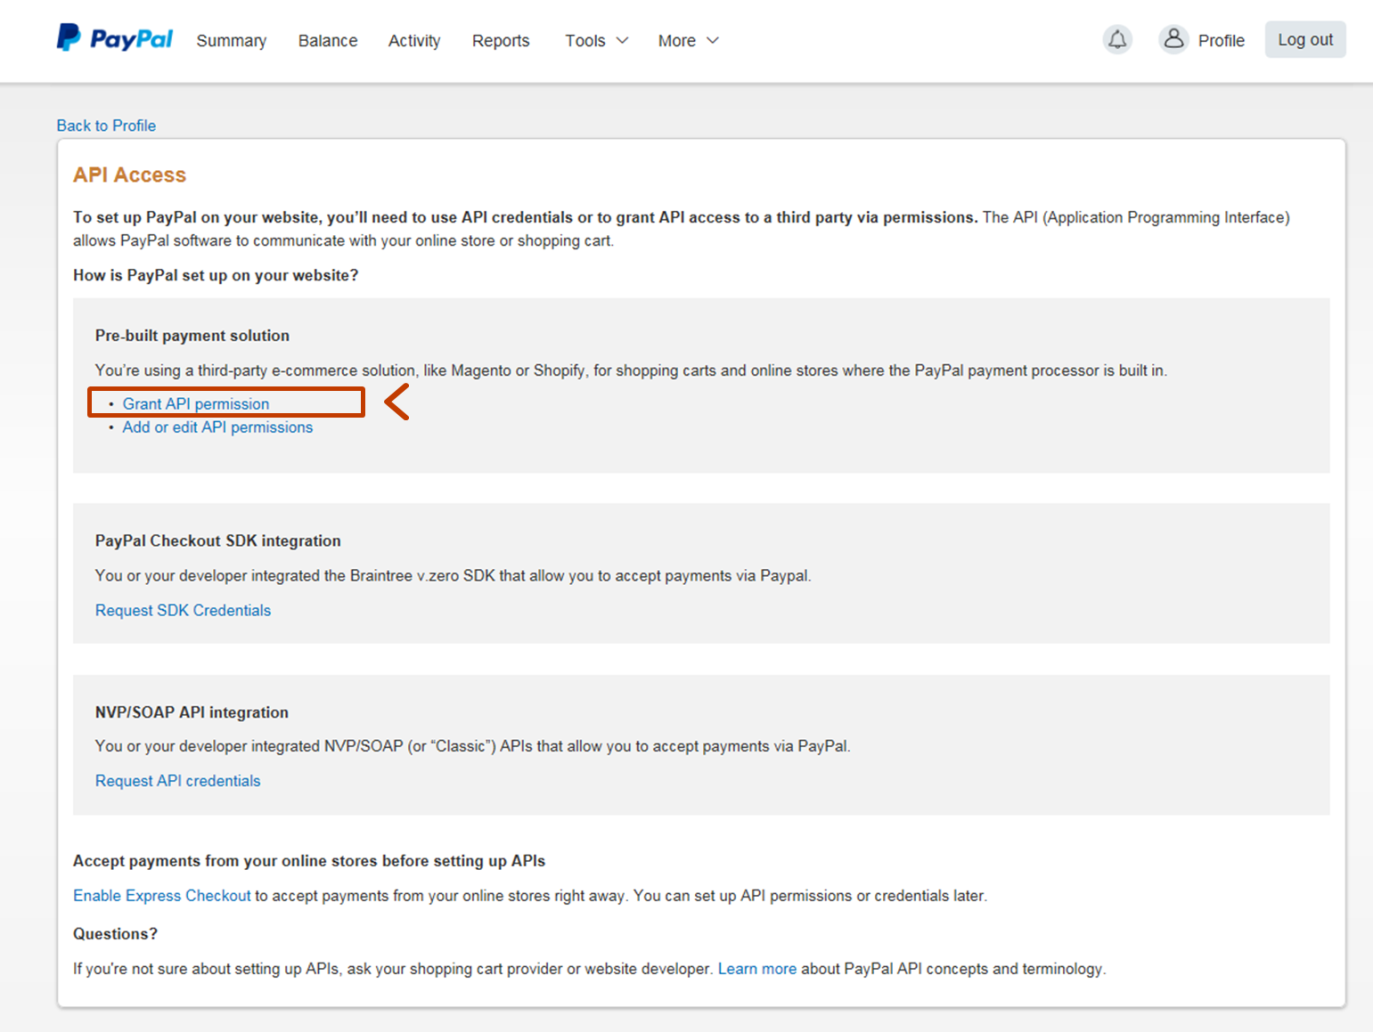 PayPal Summary Balance Activity Reports Tools More Profile Log out
Back to Profile
API Access
To set up PayPal on your website, you’ll need to use API credentials or to grant API access to a third party via permissions. The API (Application Programming Interface)
allows PayPal software to communicate with your online store or shopping cart.
How is PayPal set up on your website?
Pre-built payment solution
You’re using a third-party e-commerce solution, like Magento or Shopify, for shopping carts and online stores where the PayPal payment processor is built in.
• Grant API permission
• Add or edit API permissions
PayPal Checkout SDK integration
You or your developer integrated the Braintree v.zero SDK that allow you to accept payments via Paypal.
Request SDK Credentials
NVP/SOAP API integration
You or your developer integrated NVP/SOAP (or “Classic”) APIs that allow you to accept payments via PayPal.
Request API credentials
Accept payments from your online stores before setting up APIs
Enable Express Checkout to accept payments from your online stores right away. You can set up API permissions or credentials later.
Questions?
If you're not sure about setting up APIs, ask your shopping cart provider or website developer. Learn more about PayPal API concepts and terminology.